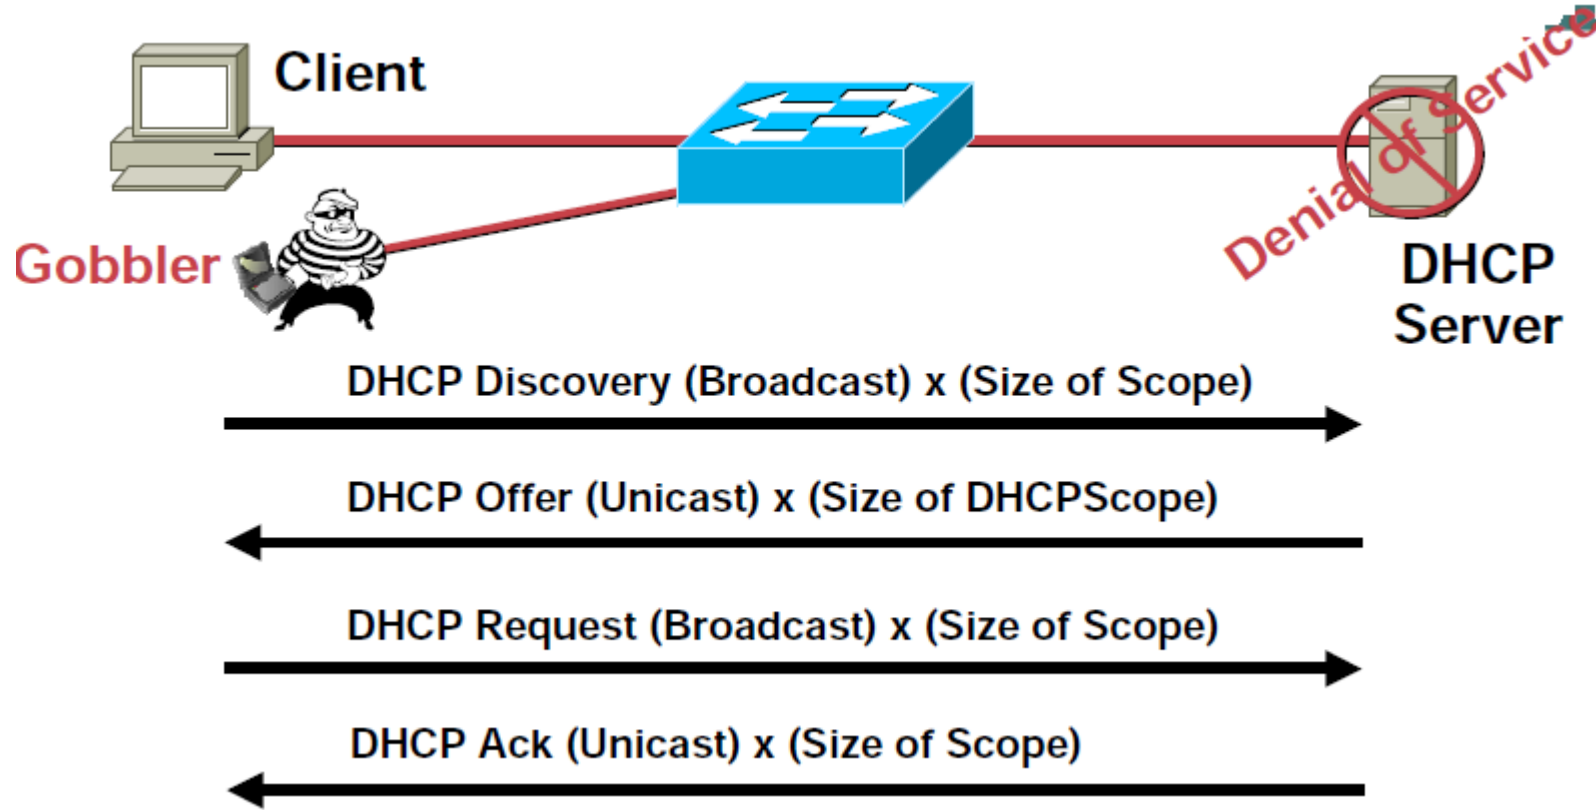 Client
Denial of Service
Gobbler
DHCP
Server
DHCP Discovery (Broadcast) x (Size of Scope)
DHCP Offer (Unicast) x (Size of DHCPScope)
DHCP Request (Broadcast) x (Size of Scope)
DHCP Ack (Unicast) x (Size of Scope)